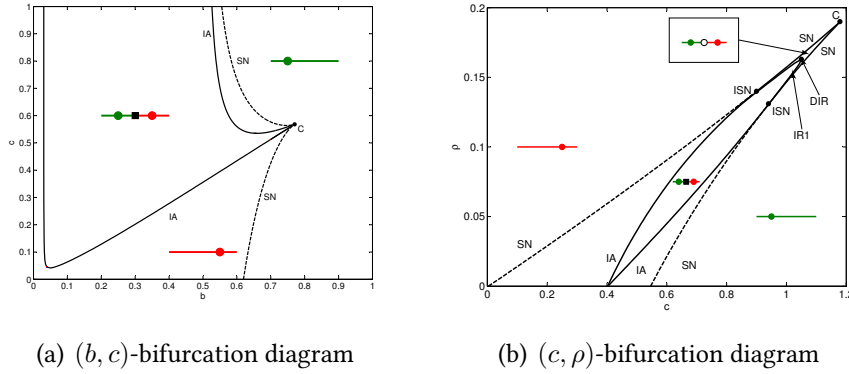 1
0.9
0.8
0.7
0.6
0.5
0.4
0.3
0.2
0.1
0
c
IA
SN
C
IA
SN
0 0.1 0.2 0.3 0.4 0.5 0.6 0.7 0.8 0.9 1
b
(a) (b, c)-bifurcation diagram
0.2
0.15
0.1
0.05
0
ρ
C
SN
SN
ISN
DIR
ISN
IR1
SN
IA
IA
SN
0.2 0.4 0.6 0.8 1 1.2
c
(b) (c, ρ)-bifurcation diagram